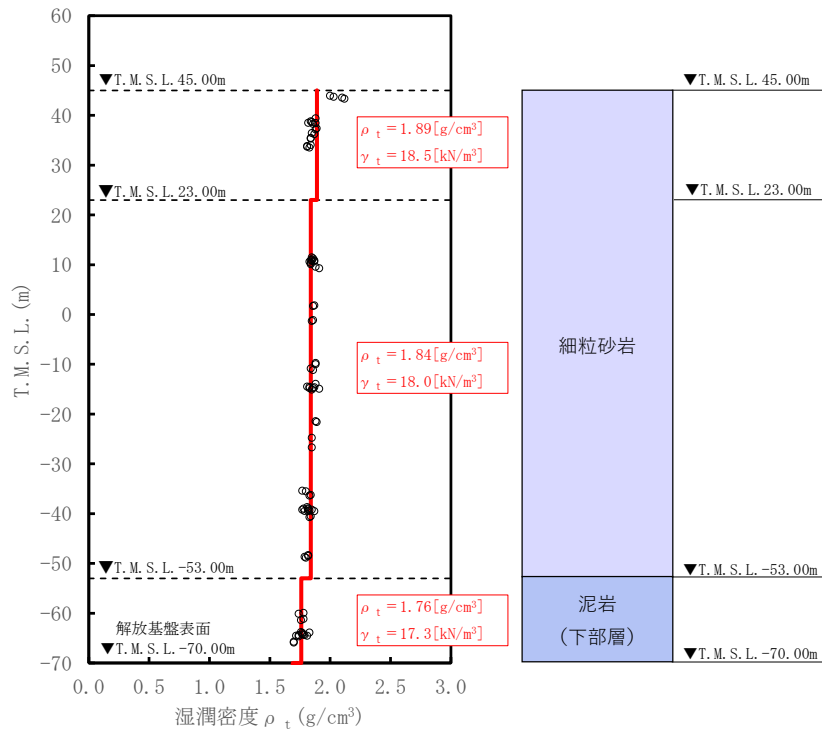 60
50
40
30
20
10
0
-10
-20
-30
-40
-50
-60
-70
T.M.S.L.(m)
▼T.M.S.L.45.00m
ρt=1.89[g/cm³]
γt=18.5[kN/m³]
▼T.M.S.L.23.00m
ρt=1.84[g/cm³]
γt=18.0[kN/m³]
▼T.M.S.L.-53.00m
ρt=1.76[g/cm³]
γt=17.3[kN/m³]
解放基盤表面
▼T.M.S.L.-70.00m
0.0 0.5 1.0 1.5 2.0 2.5 3.0
湿潤密度ρt(g/cm³)
▼T.M.S.L.45.00m
▼T.M.S.L.23.00m
細粒砂岩
▼T.M.S.L.-53.00m
泥岩
(下部層)
▼T.M.S.L.-70.00m